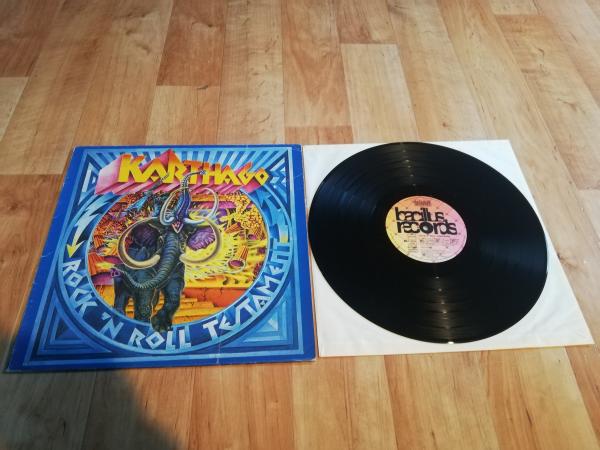 KARTHAGO
ROCK 'N ROLL TESTAMENT
bacillus
records